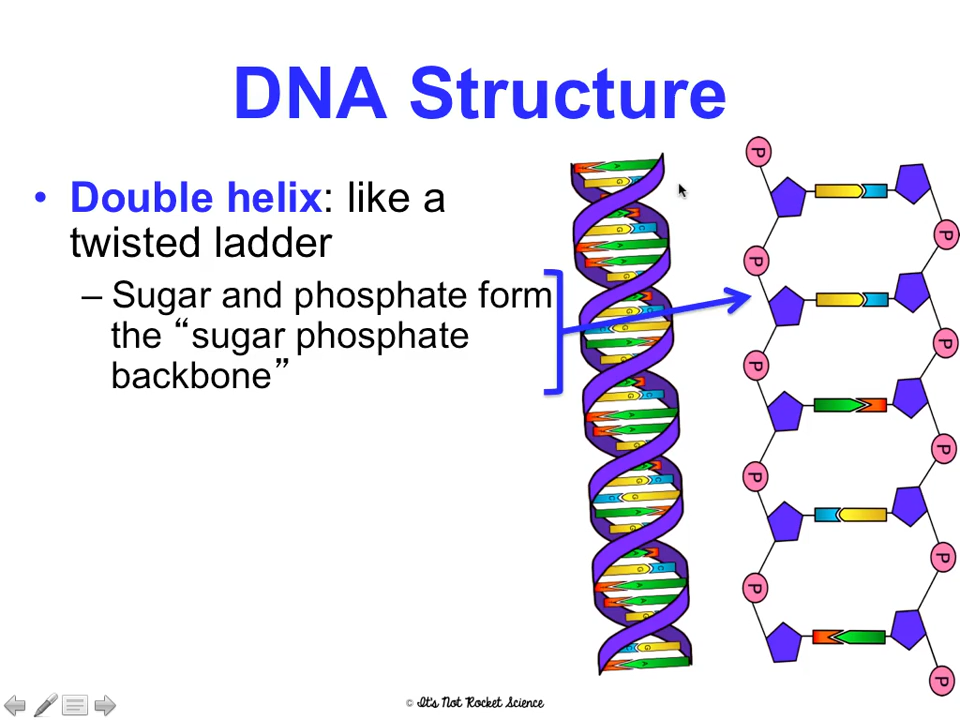 DNA Structure
• Double helix: like a
twisted ladder
– Sugar and phosphate form
the “sugar phosphate
backbone”
P
P
P
P
P
P
P
P
P
P
© It's Not Rocket Science